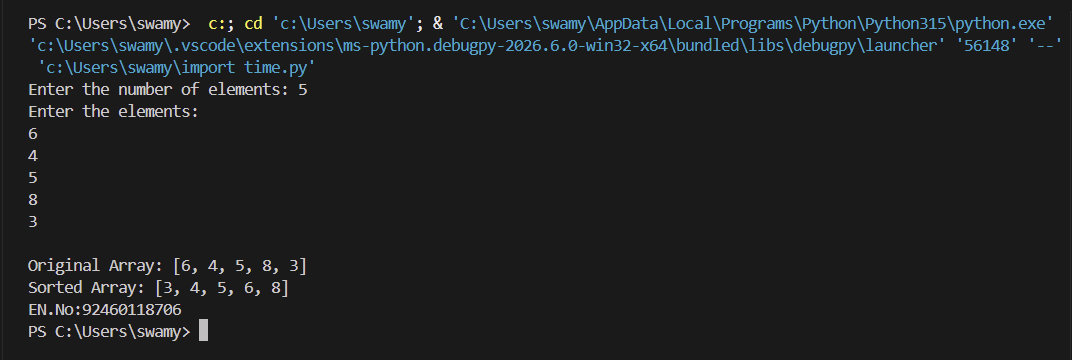 PS C:\Users\swamy>  c:; cd 'c:\Users\swamy'; & 'C:\Users\swamy\AppData\Local\Programs\Python\Python315\python.exe'
'c:\Users\swamy\.vscode\extensions\ms-python.debugpy-2026.6.0-win32-x64\bundled\libs\debugpy\launcher' '56148' '--'
 'c:\Users\swamy\import time.py'
Enter the number of elements: 5
Enter the elements:
6
4
5
8
3

Original Array: [6, 4, 5, 8, 3]
Sorted Array: [3, 4, 5, 6, 8]
EN.No:92460118706
PS C:\Users\swamy>